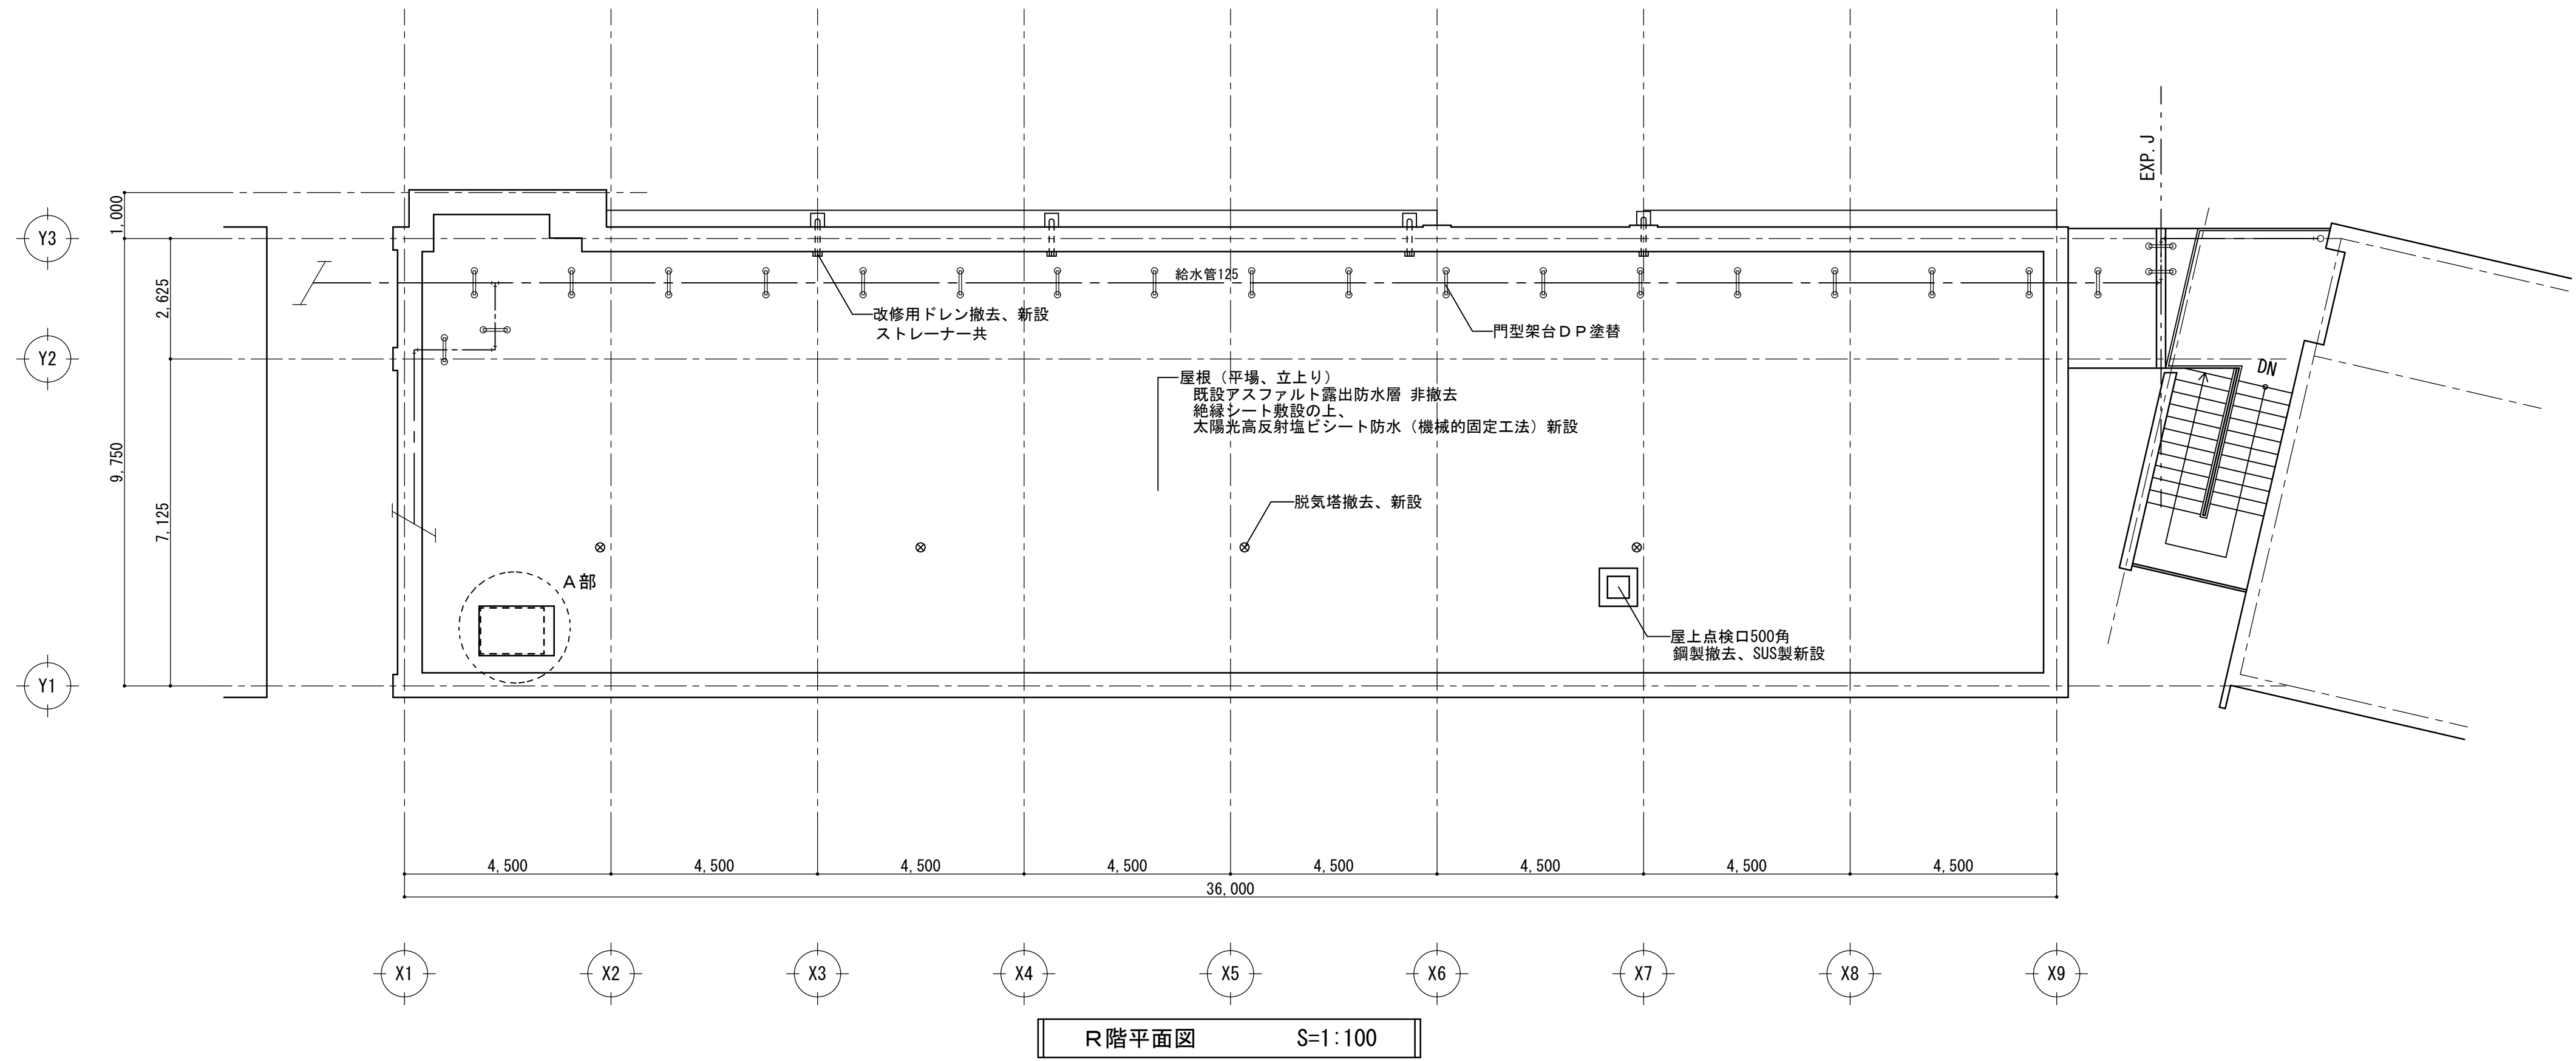 EXP.J
1,000
Y3
2,625
給水管125
改修用ドレン撤去、新設
ストレーナー共
門型架台ＤＰ塗替
Y2
DN
屋根（平場、立上り）
既設アスファルト露出防水層 非撤去
絶縁シート敷設の上、
太陽光高反射塩ビシート防水（機械的固定工法）新設
9,750
7,125
脱気塔撤去、新設
Ａ部
屋上点検口500角
鋼製撤去、SUS製新設
Y1
4,500 4,500 4,500 4,500 4,500 4,500 4,500 4,500
36,000
X1 X2 X3 X4 X5 X6 X7 X8 X9
Ｒ階平面図 S=1:100